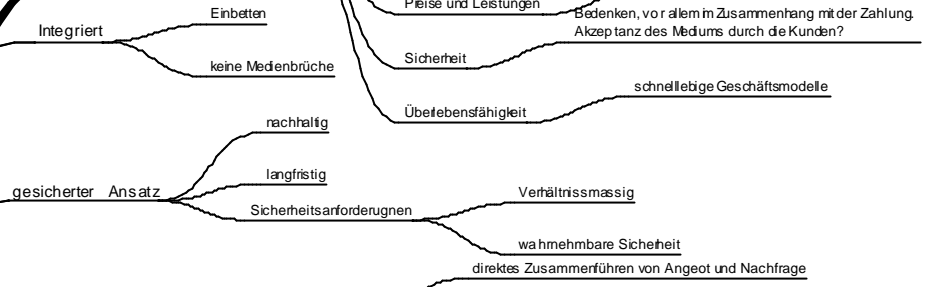 Preise und Leistungen
Bedenken, vor allem im Zusammenhang mit der Zahlung.
Akzeptanz des Mediums durch die Kunden?
Einbetten
Integriert
keine Medienbrüche
Sicherheit
schnelllebige Geschäftsmodelle
Überlebensfähigkeit
nachhaltig
langfristig
gesicherter Ansatz
Sicherheitsanforderugnen
Verhältnissmassig
wahrnehmbare Sicherheit
direktes Zusammenführen von Angeot und Nachfrage